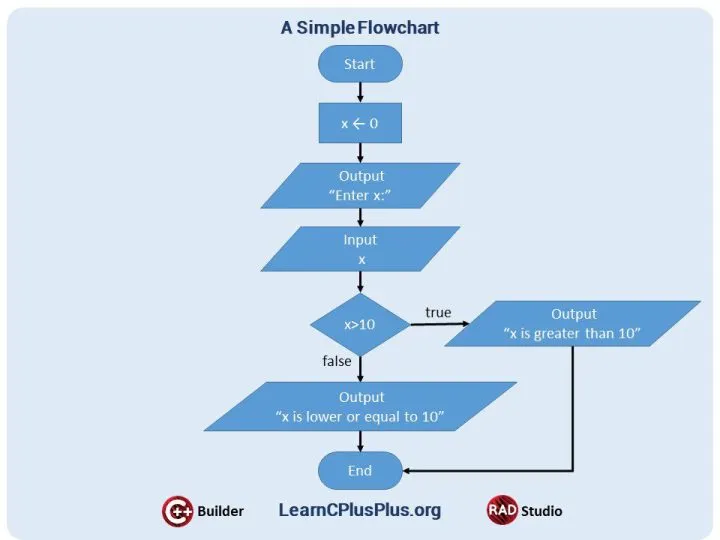 A Simple Flowchart
Start
x ← 0
Output
“Enter x:”
Input
x
x>10
true
Output
“x is greater than 10”
false
Output
“x is lower or equal to 10”
End
C++ Builder
LearnCPlusPlus.org
RAD Studio